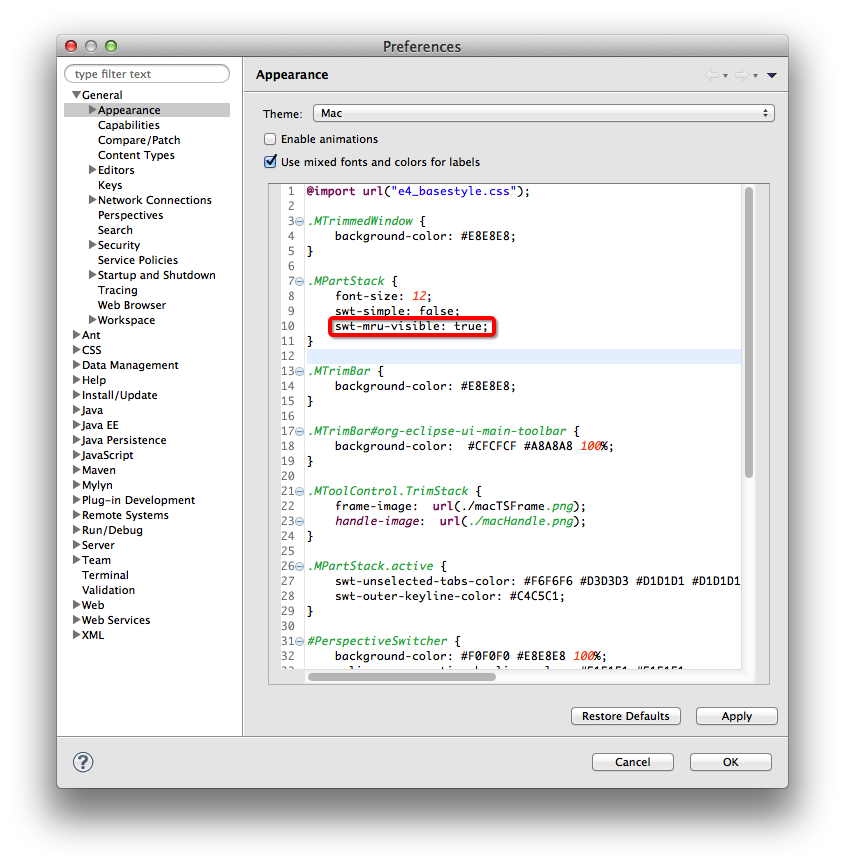 Preferences
type filter text
General
Appearance
Capabilities
Compare/Patch
Content Types
Editors
Keys
Network Connections
Perspectives
Search
Security
Service Policies
Startup and Shutdown
Tracing
Web Browser
Workspace
Ant
CSS
Data Management
Help
Install/Update
Java
Java EE
Java Persistence
JavaScript
Maven
Mylyn
Plug-in Development
Remote Systems
Run/Debug
Server
Team
Terminal
Validation
Web
Web Services
XML
Appearance
Theme: Mac
Enable animations
Use mixed fonts and colors for labels
1 @import url("e4_basestyle.css");
2
3 .MTrimmedWindow {
4 background-color: #E8E8E8;
5 }
6
7 .MPartStack {
8 font-size: 12;
9 swt-simple: false;
10 swt-mru-visible: true;
11 }
12
13 .MTrimBar {
14 background-color: #E8E8E8;
15 }
16
17 .MTrimBar#org-eclipse-ui-main-toolbar {
18 background-color: #CFCFCF #A8A8A8 100%;
19 }
20
21 .MToolControl.TrimStack {
22 frame-image: url(./macTSFrame.png);
23 handle-image: url(./macHandle.png);
24 }
25
26 .MPartStack.active {
27 swt-unselected-tabs-color: #F6F6F6 #D3D3D3 #D1D1D1 #D1D1D1
28 swt-outer-keyline-color: #C4C5C1;
29 }
30
31 #PerspectiveSwitcher {
32 background-color: #F0F0F0 #E8E8E8 100%;
Restore Defaults
Apply
?
Cancel
OK